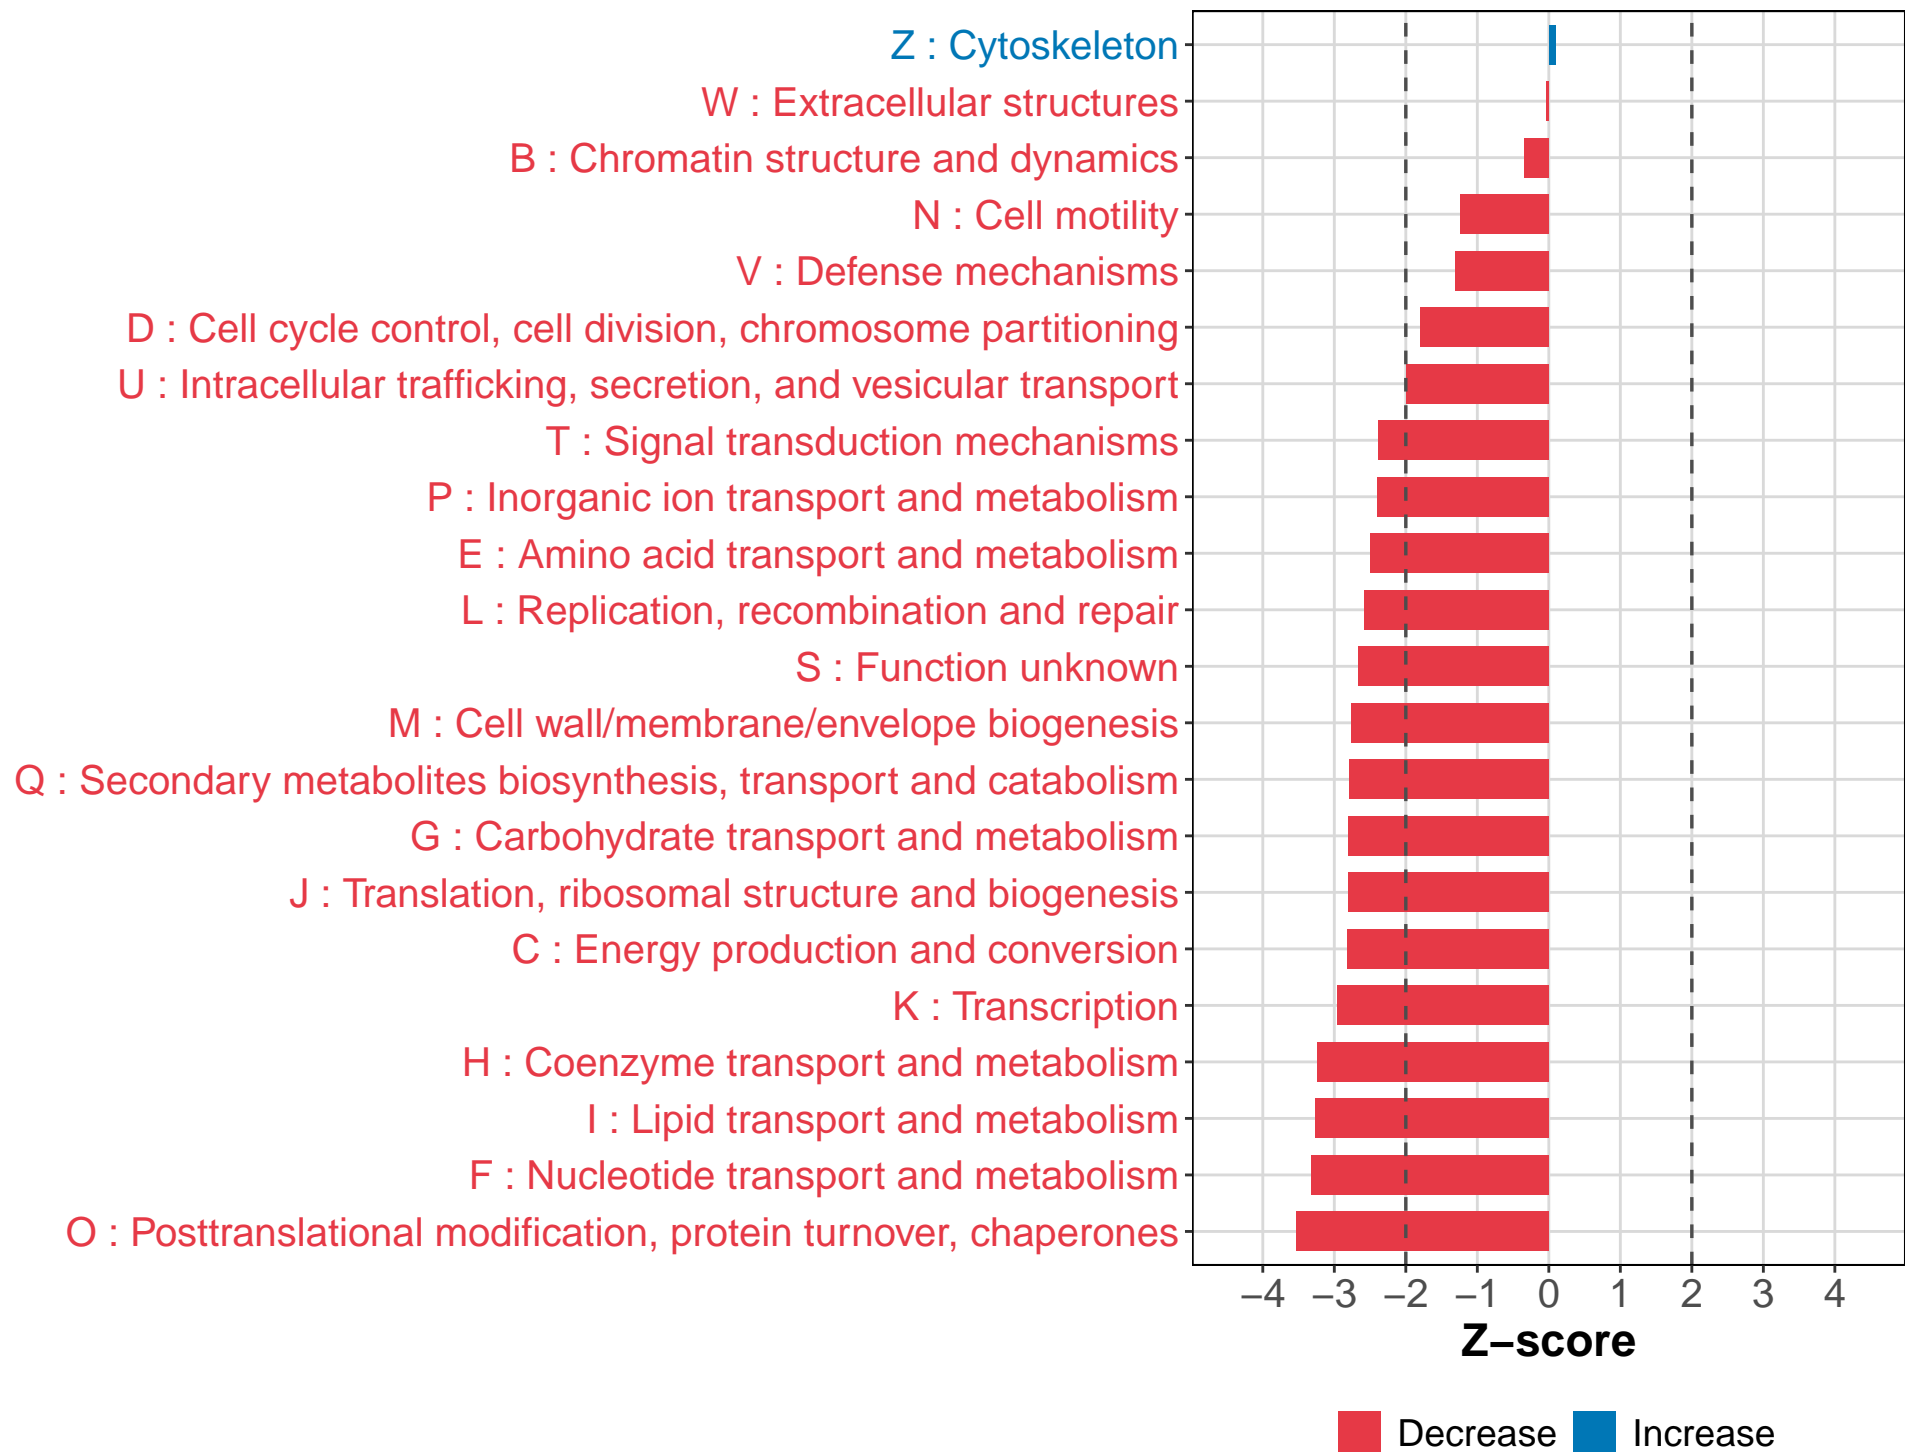 Z : Cytoskeleton
W : Extracellular structures
B : Chromatin structure and dynamics
N : Cell motility
V : Defense mechanisms
D : Cell cycle control, cell division, chromosome partitioning
U : Intracellular trafficking, secretion, and vesicular transport
T : Signal transduction mechanisms
P : Inorganic ion transport and metabolism
E : Amino acid transport and metabolism
L : Replication, recombination and repair
S : Function unknown
M : Cell wall/membrane/envelope biogenesis
Q : Secondary metabolites biosynthesis, transport and catabolism
G : Carbohydrate transport and metabolism
J : Translation, ribosomal structure and biogenesis
C : Energy production and conversion
K : Transcription
H : Coenzyme transport and metabolism
I : Lipid transport and metabolism
F : Nucleotide transport and metabolism
O : Posttranslational modification, protein turnover, chaperones
−4 −3 −2 −1 0 1 2 3 4
Z−score
Decrease Increase